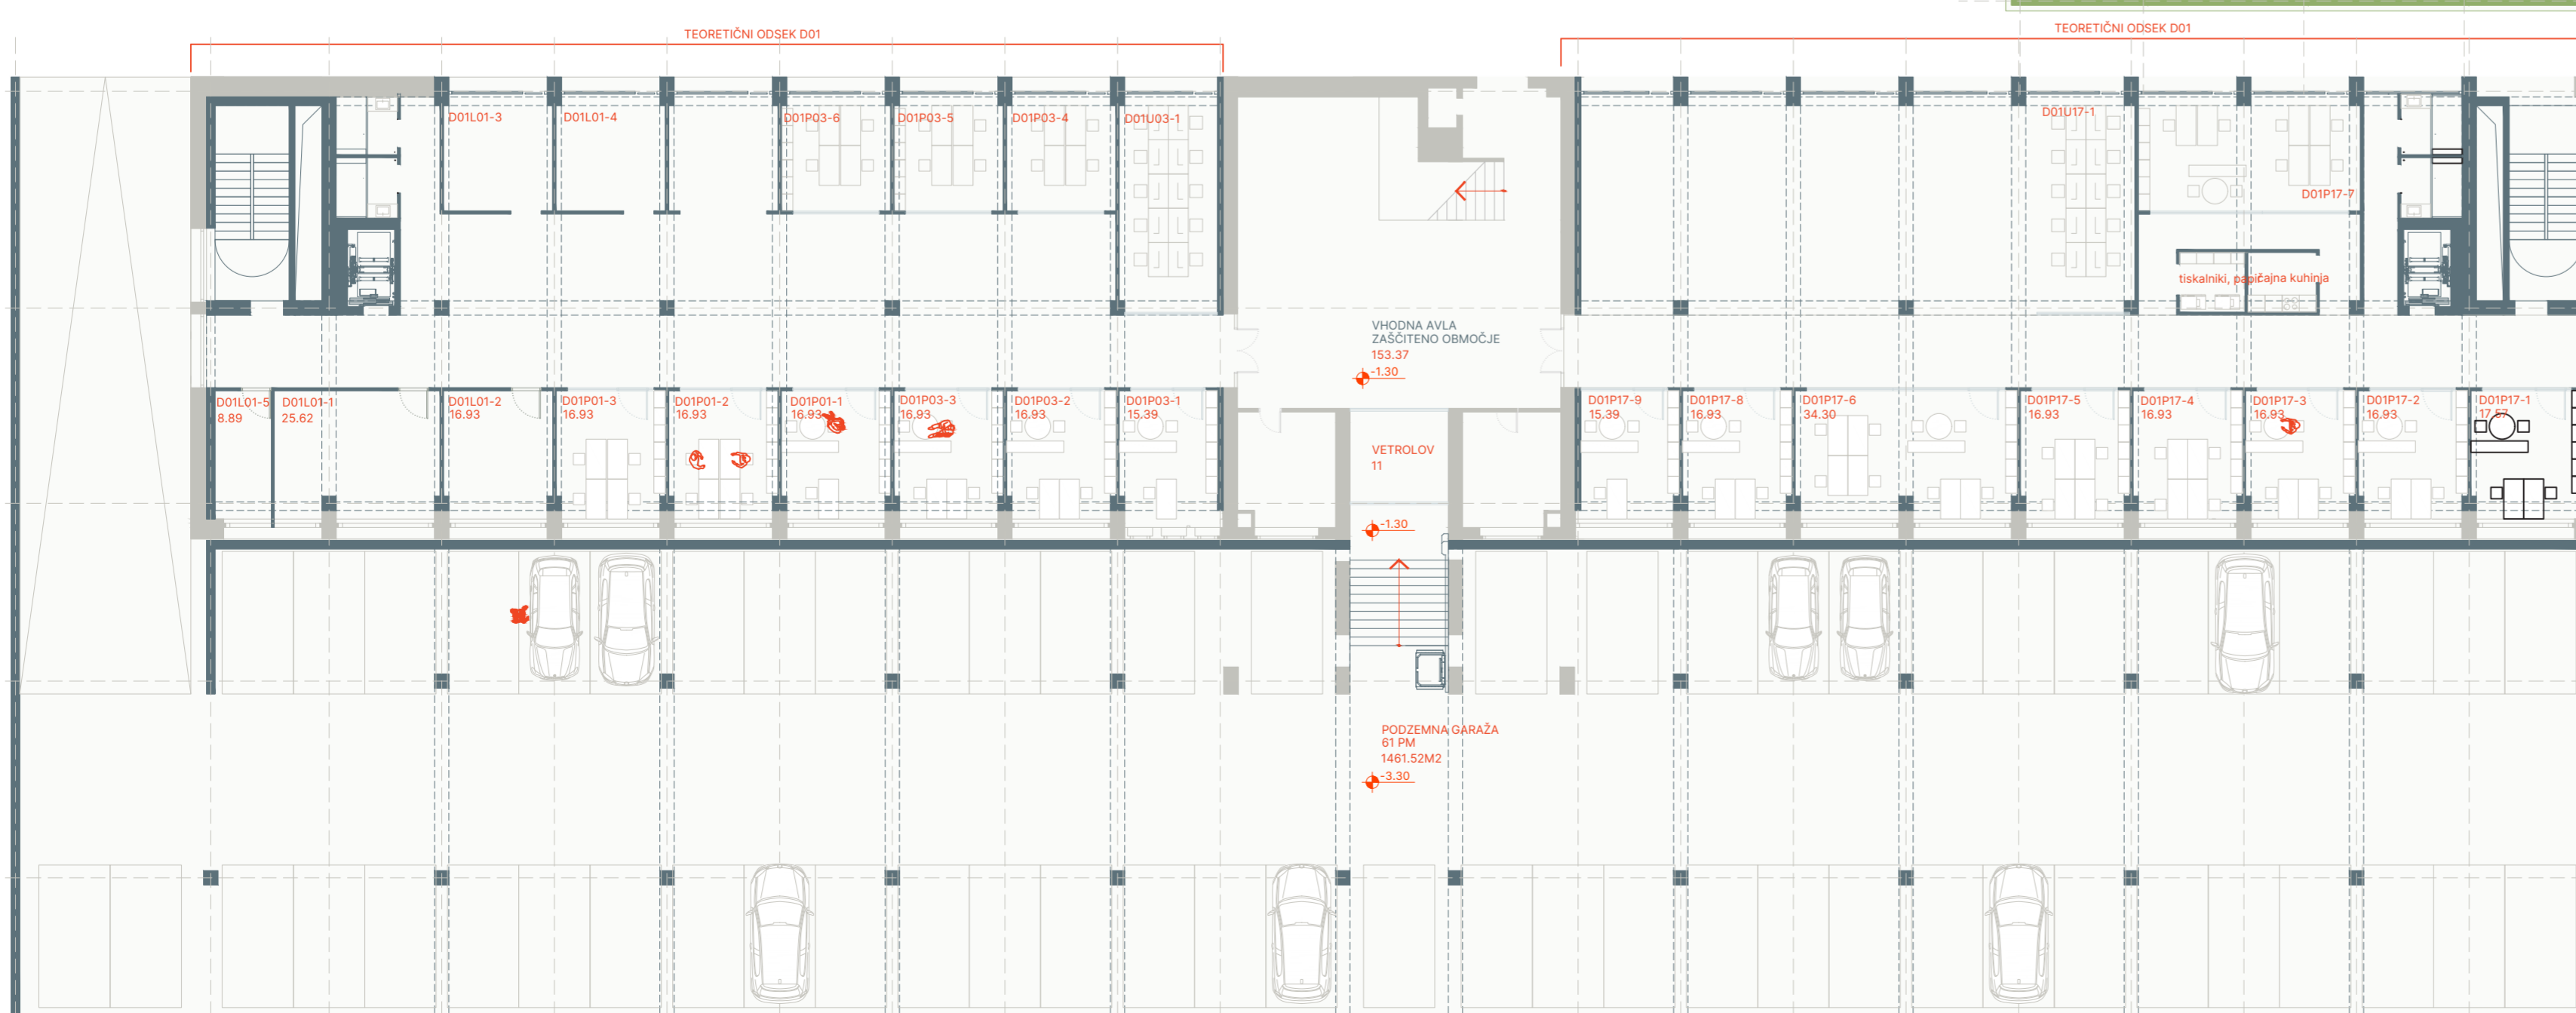 TEORETIČNI ODSEK D01
TEORETIČNI ODSEK D01
D01L01-3
D01L01-4
D01P03-6
D01P03-5
D01P03-4
D01U03-1
D01U17-1
D01P17-7
tiskalniki, papir
čajna kuhinja
VHODNA AVLA
ZAŠČITENO OBMOČJE
153.37
-1.30
D01L01-5
8.89
D01L01-1
25.62
D01L01-2
16.93
D01P01-3
16.93
D01P01-2
16.93
D01P01-1
16.93
D01P03-3
16.93
D01P03-2
16.93
D01P03-1
15.39
D01P17-9
15.39
D01P17-8
16.93
D01P17-6
34.30
D01P17-5
16.93
D01P17-4
16.93
D01P17-3
16.93
D01P17-2
16.93
D01P17-1
17.57
VETROLOV
11
-1.30
PODZEMNA GARAŽA
61 PM
1461.52M2
-3.30